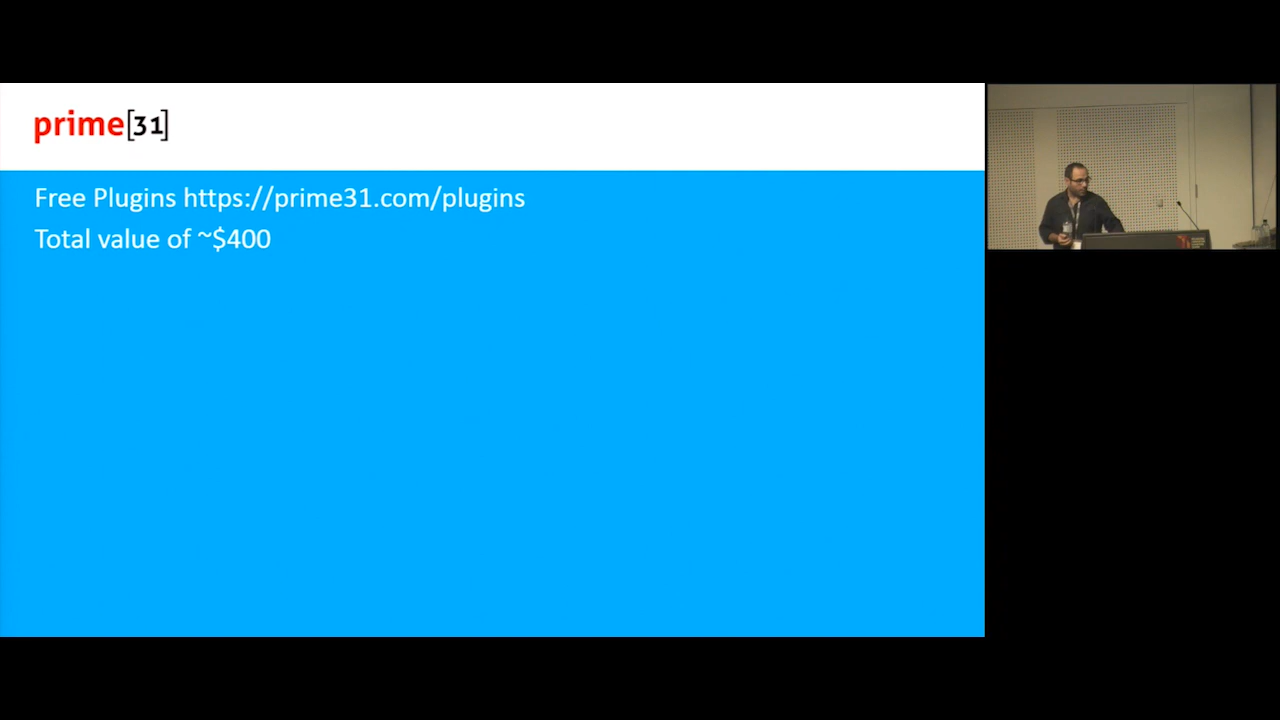 prime[31]
Free Plugins https://prime31.com/plugins
Total value of ~$400